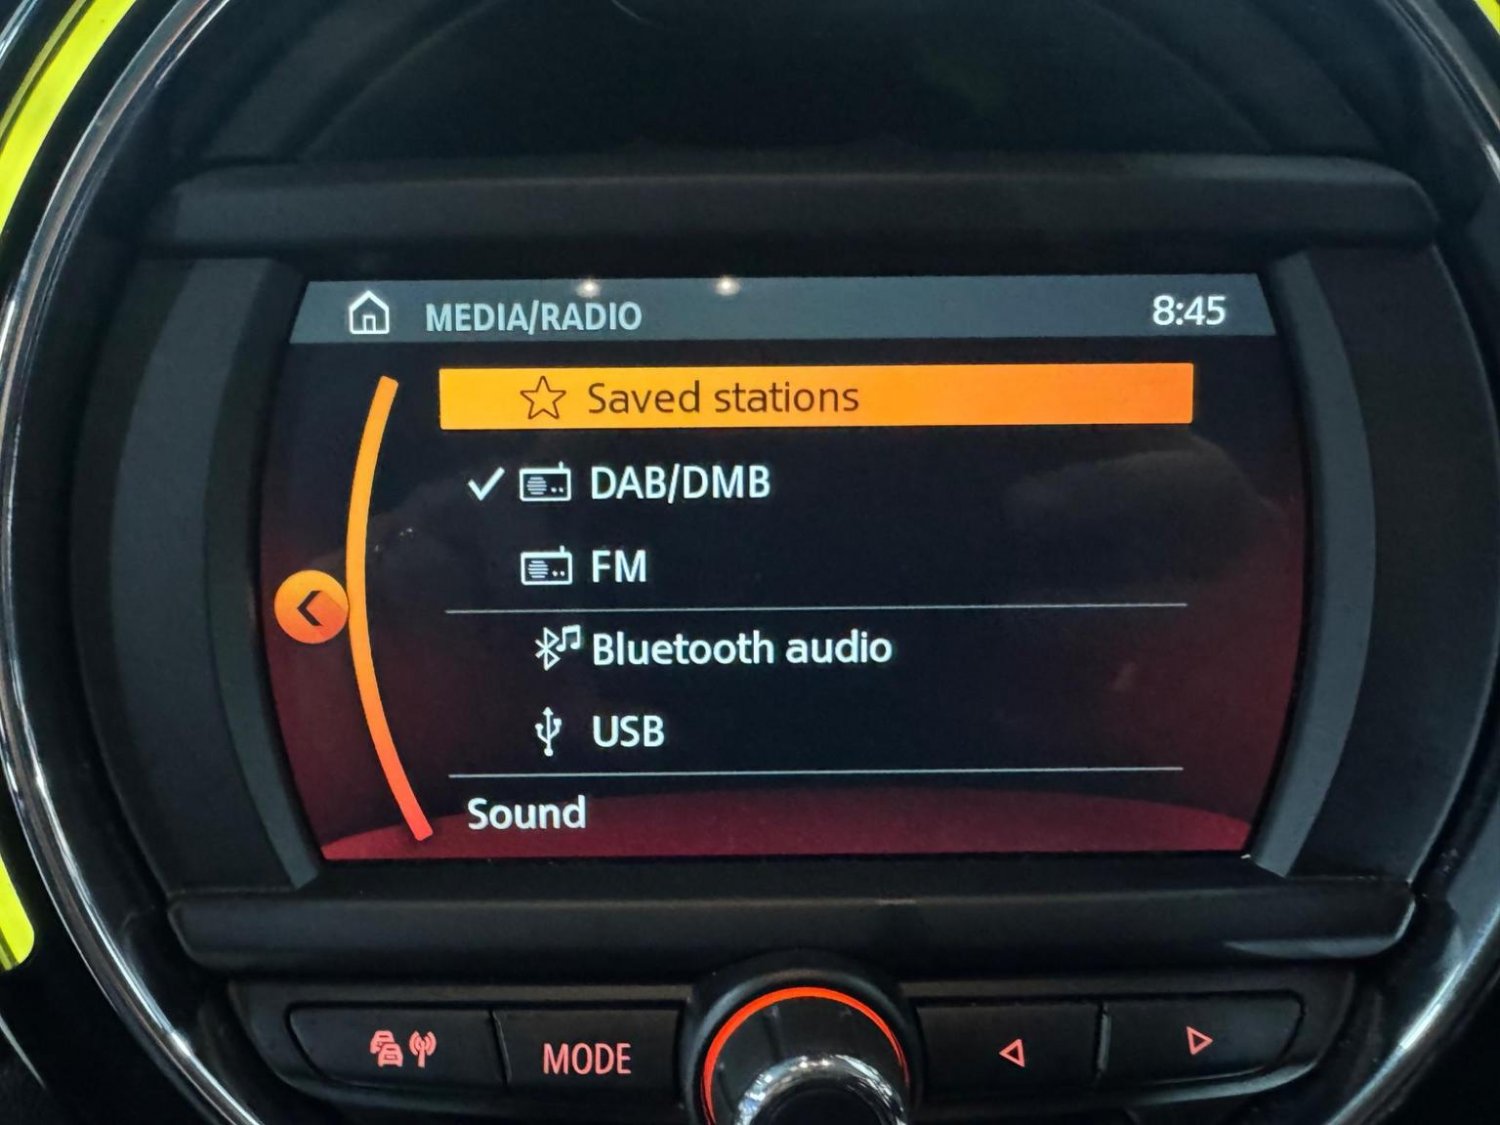 MEDIA/RADIO 8:45
Saved stations
DAB/DMB
FM
Bluetooth audio
USB
Sound
MODE